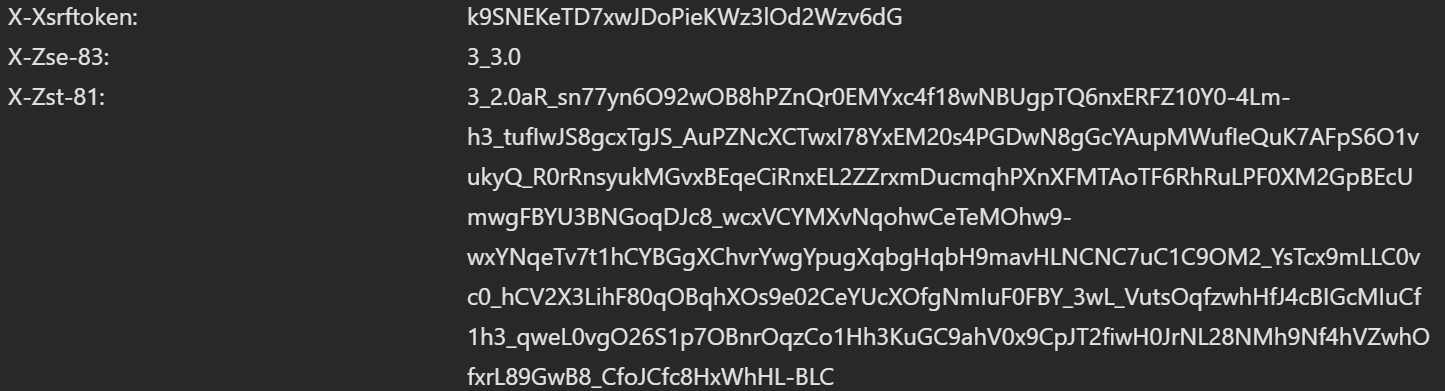 X-Xsrftoken: k9SNEKeTD7xwJDoPieKWz3lOd2Wzv6dG
X-Zse-83: 3_3.0
X-Zst-81: 3_2.0aR_sn77yn6O92wOB8hPZnQr0EMYxc4f18wNBUgpTQ6nxERFZ10Y0-4Lm-
h3_tufIwJS8gcxTgJS_AuPZNcXCTwxI78YxEM20s4PGDwN8gGcYAupMWufIeQuK7AFpS6O1v
ukyQ_R0rRnsyukMGvxBEqeCiRnxEL2ZZrxmDucmqhPXnXFMTAoTF6RhRuLPF0XM2GpBEcU
mwgFBYU3BNGoqDJc8_wcxVCYMXvNqohwCeTeMOhw9-
wxYNqeTv7t1hCYBGgXChvrYwgYpugXqbgHqbH9mavHLNCNC7uC1C9OM2_YsTcx9mLLC0v
c0_hCV2X3LihF80qOBqhXOs9e02CeYUcXOfgNmIuF0FBY_3wL_VutsOqfzwhHfJ4cBIGcMIuCf
1h3_qweL0vgO26S1p7OBnrOqzCo1Hh3KuGC9ahV0x9CpJT2fiwH0JrNL28NMh9Nf4hVZwhO
fxrL89GwB8_CfoJCfc8HxWhHL-BLC